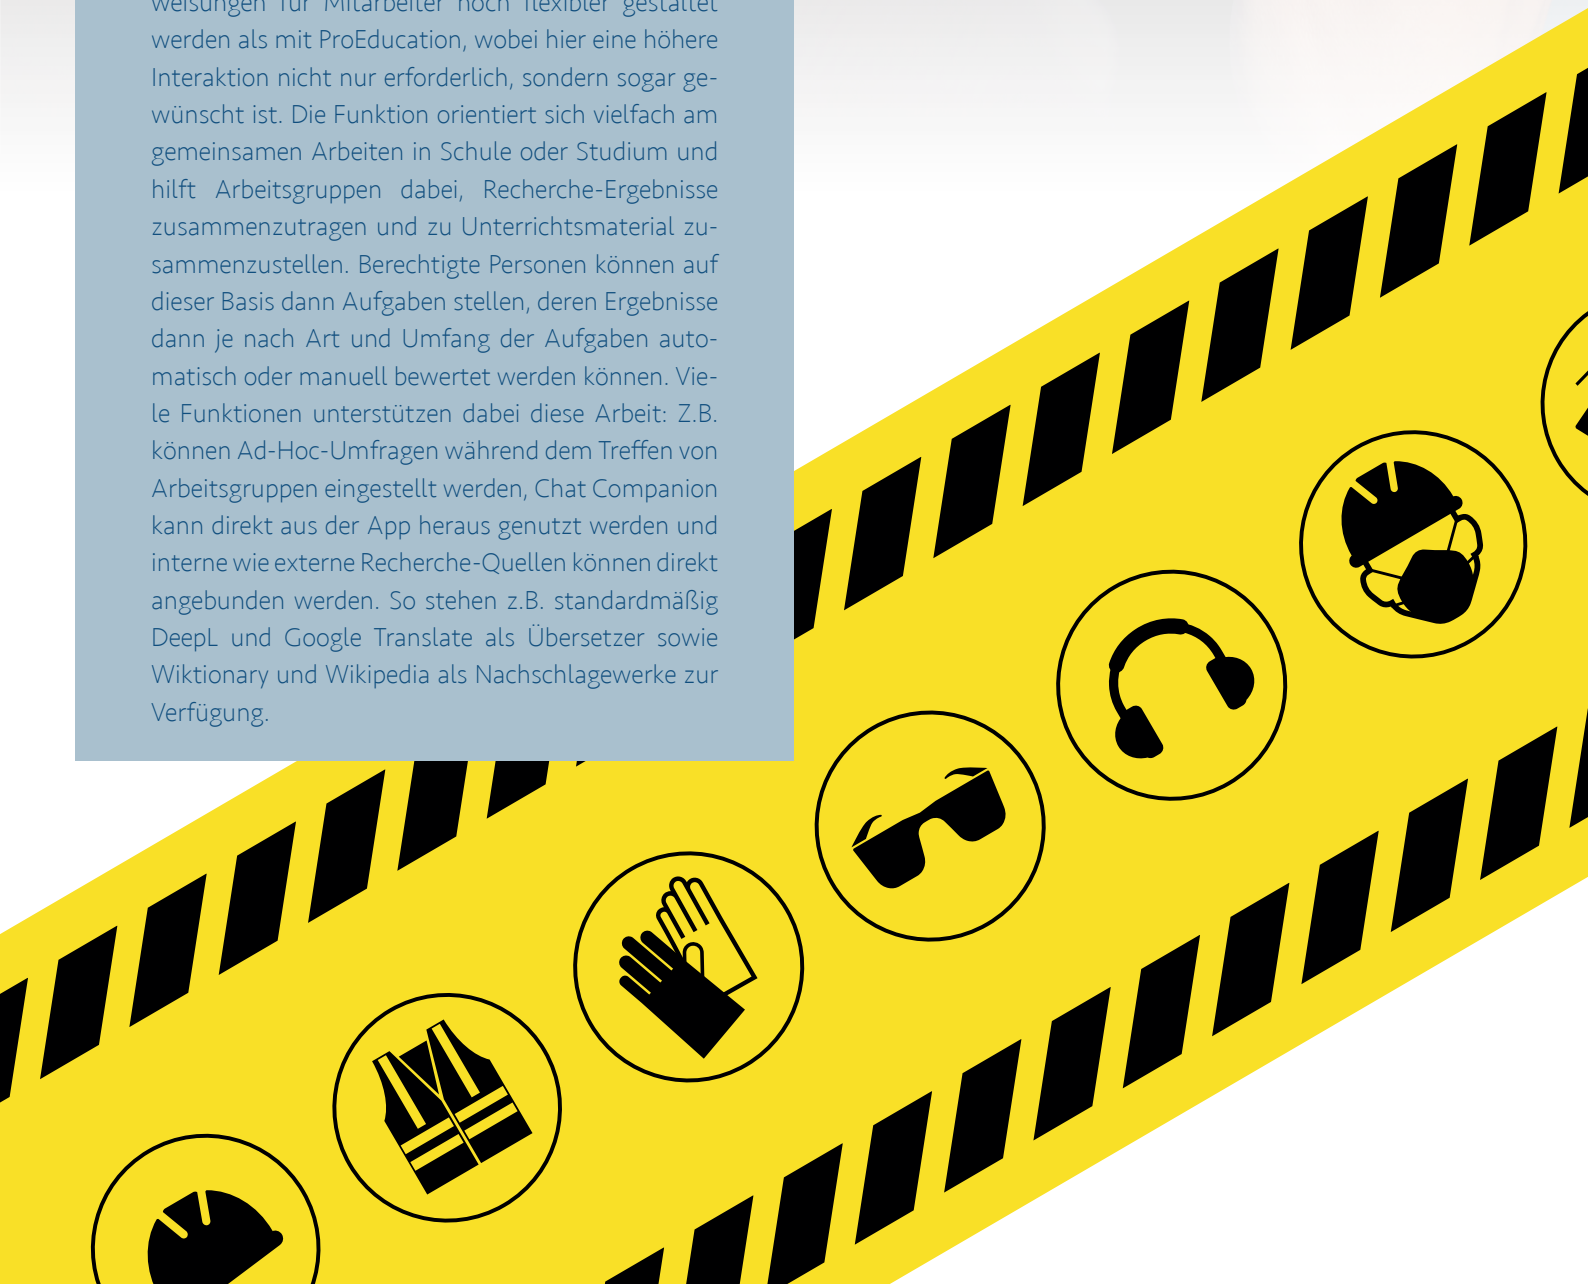 weisungen für Mitarbeiter noch flexibler gestaltet
werden als mit ProEducation, wobei hier eine höhere
Interaktion nicht nur erforderlich, sondern sogar ge-
wünscht ist. Die Funktion orientiert sich vielfach am
gemeinsamen Arbeiten in Schule oder Studium und
hilft Arbeitsgruppen dabei, Recherche-Ergebnisse
zusammenzutragen und zu Unterrichtsmaterial zu-
sammenzustellen. Berechtigte Personen können auf
dieser Basis dann Aufgaben stellen, deren Ergebnisse
dann je nach Art und Umfang der Aufgaben auto-
matisch oder manuell bewertet werden können. Vie-
le Funktionen unterstützen dabei diese Arbeit: Z.B.
können Ad-Hoc-Umfragen während dem Treffen von
Arbeitsgruppen eingestellt werden, Chat Companion
kann direkt aus der App heraus genutzt werden und
interne wie externe Recherche-Quellen können direkt
angebunden werden. So stehen z.B. standardmäßig
DeepL und Google Translate als Übersetzer sowie
Wiktionary und Wikipedia als Nachschlagewerke zur
Verfügung.